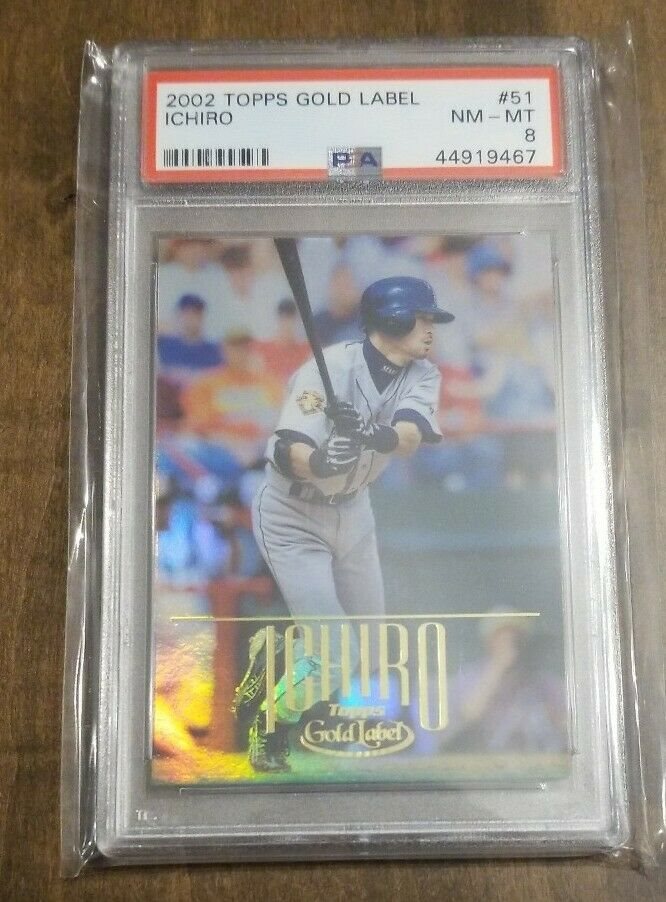 2002 TOPPS GOLD LABEL #51
ICHIRO NM – MT
8
PSA 44919467
ICHIRO
Topps
Gold Label